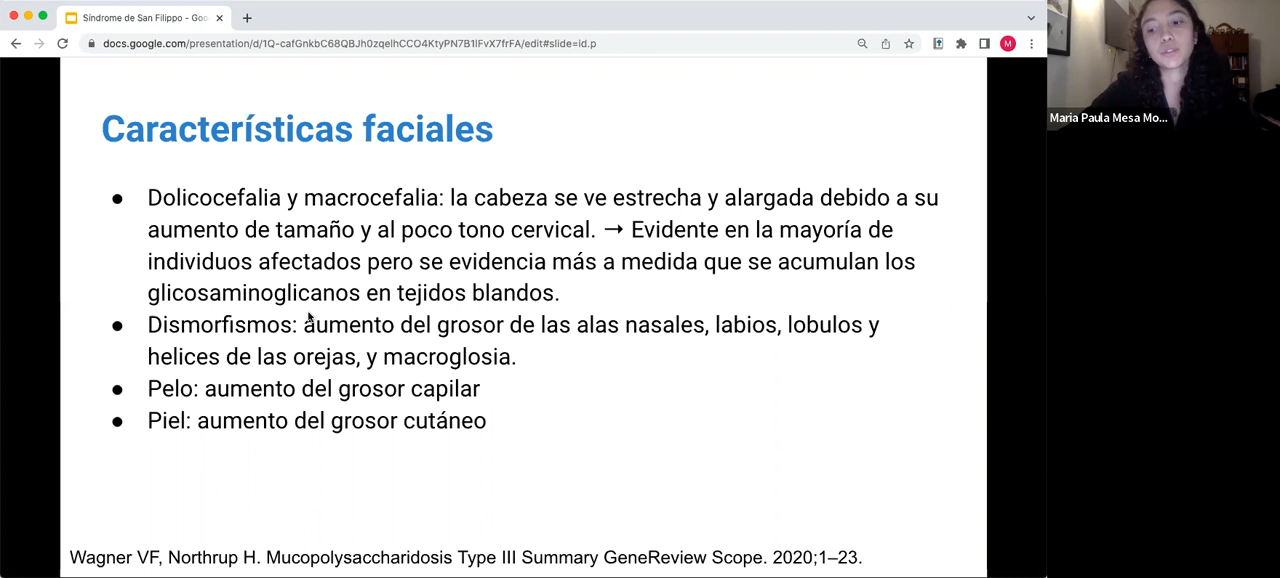 Síndrome de San Filippo - Goo
docs.google.com/presentation/d/1Q-cafGnkbC68QBJh0zqelhCCO4KtyPN7B1lFvX7frFA/edit#slide=id.p
M
Características faciales
● Dolicocefalia y macrocefalia: la cabeza se ve estrecha y alargada debido a su
aumento de tamaño y al poco tono cervical. → Evidente en la mayoría de
individuos afectados pero se evidencia más a medida que se acumulan los
glicosaminoglicanos en tejidos blandos.
● Dismorfismos: aumento del grosor de las alas nasales, labios, lobulos y
helices de las orejas, y macroglosia.
● Pelo: aumento del grosor capilar
● Piel: aumento del grosor cutáneo
Wagner VF, Northrup H. Mucopolysaccharidosis Type III Summary GeneReview Scope. 2020;1–23.
Maria Paula Mesa Mo...